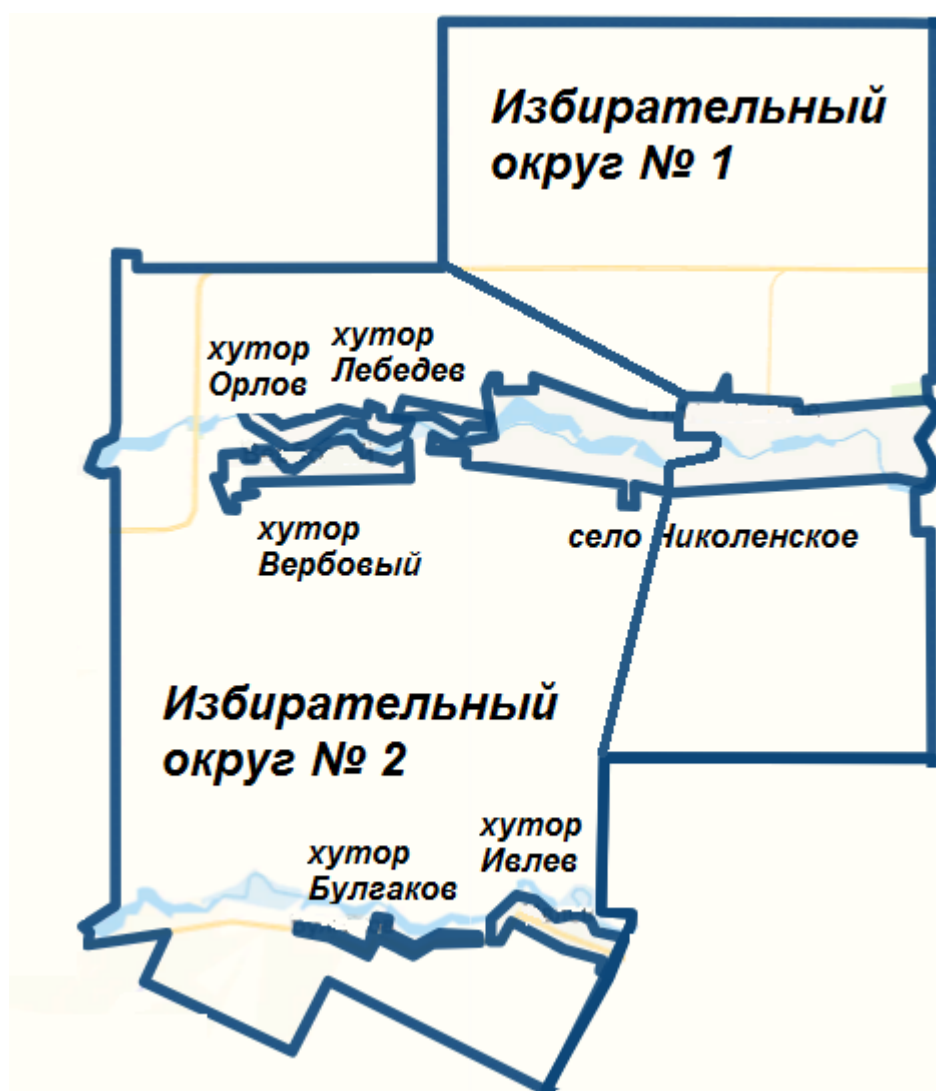 Избирательный
округ № 1
хутор
Орлов
хутор
Лебедев
хутор
Вербовый
село Николенское
Избирательный
округ № 2
хутор
Ивлев
хутор
Булгаков